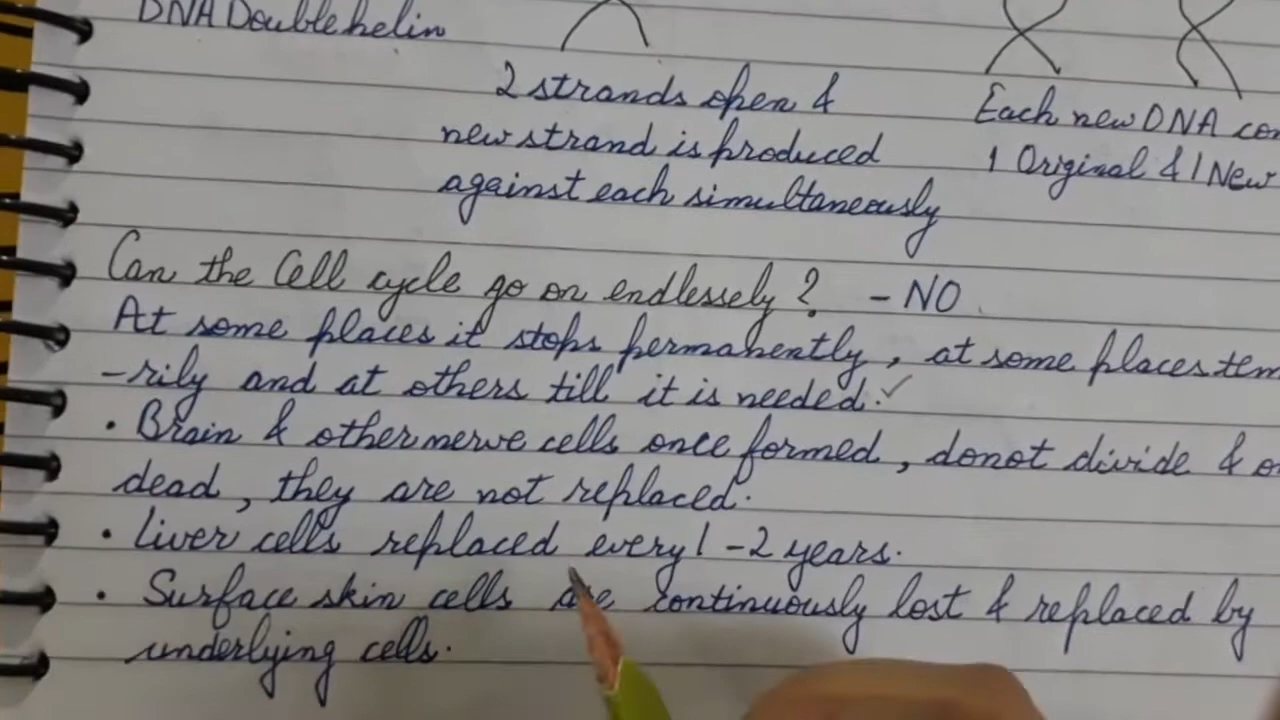 DNA Double helin
2 strands open &
new strand is produced
against each simultaneously
Each new DNA con
1 Original & 1 New
Can the Cell cycle go on endlessely? - NO
At some places it stops permanently, at some places tem
-rily and at others till it is needed. ✓
• Brain & other nerve cells once formed, donot divide & o
dead, they are not replaced.
• Liver cells replaced every 1-2 years.
• Surface skin cells are continuously lost & replaced by
underlying cells.